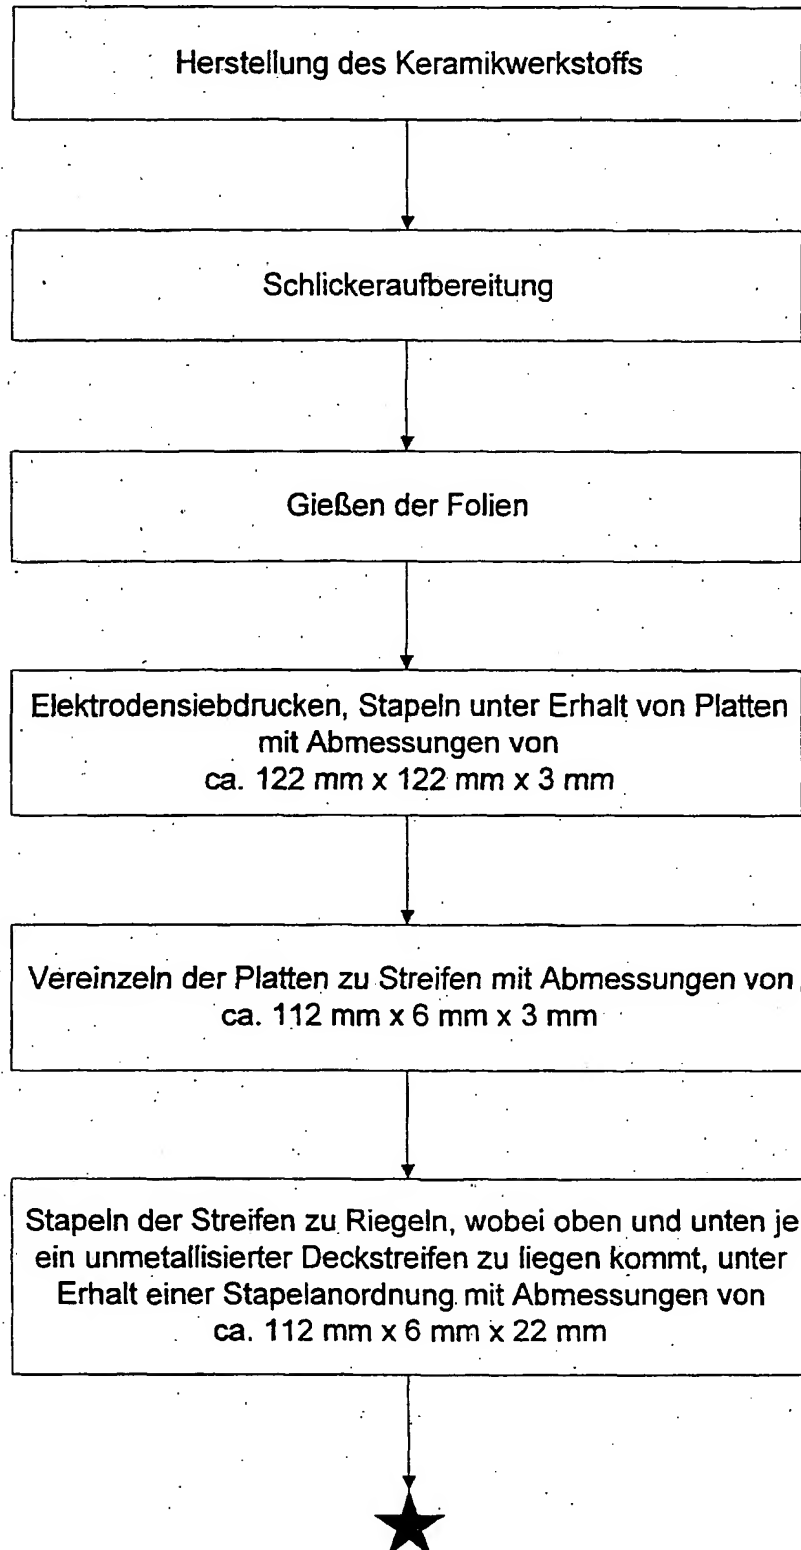 Herstellung des Keramikwerkstoffs
Schlickeraufbereitung
Gießen der Folien
Elektrodensiebdrucken, Stapeln unter Erhalt von Platten
mit Abmessungen von
ca. 122 mm x 122 mm x 3 mm
Vereinzeln der Platten zu Streifen mit Abmessungen von
ca. 112 mm x 6 mm x 3 mm
Stapeln der Streifen zu Riegeln, wobei oben und unten je
ein unmetallisierter Deckstreifen zu liegen kommt, unter
Erhalt einer Stapelanordnung mit Abmessungen von
ca. 112 mm x 6 mm x 22 mm